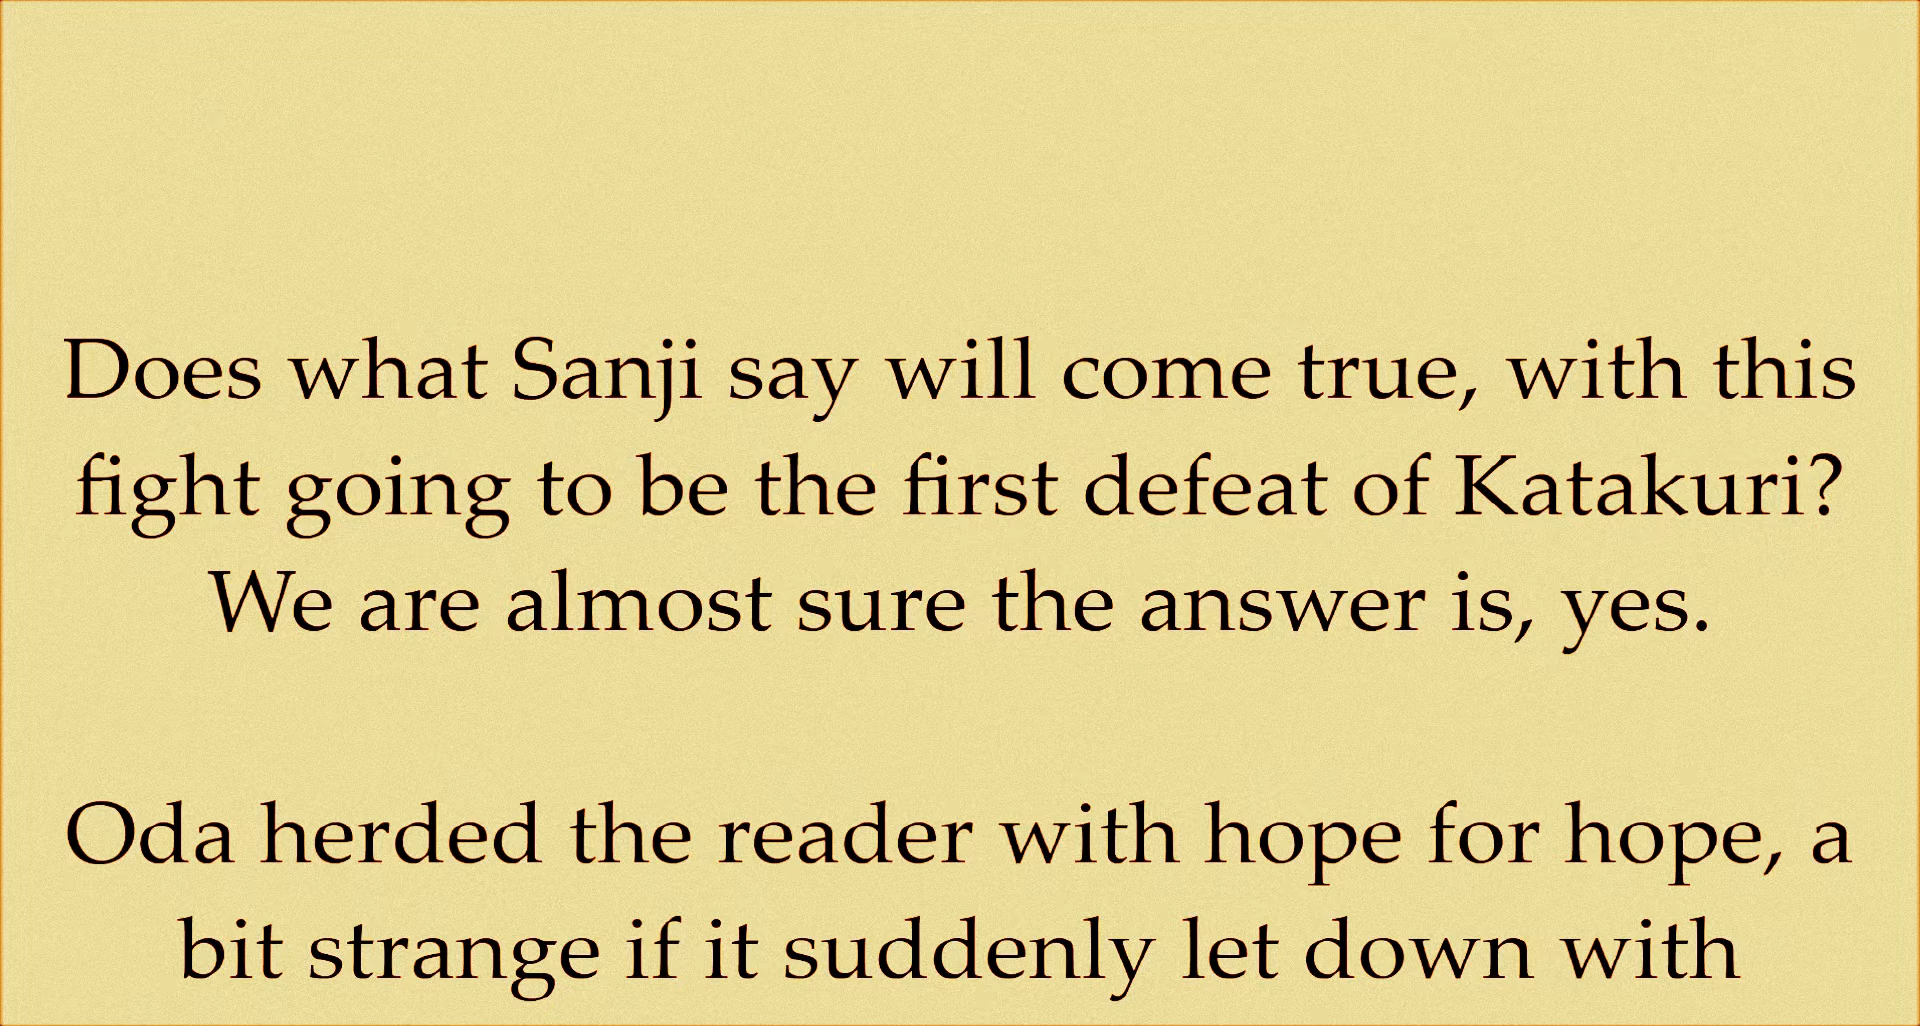 Does what Sanji say will come true, with this
fight going to be the first defeat of Katakuri?
We are almost sure the answer is, yes.
Oda herded the reader with hope for hope, a
bit strange if it suddenly let down with